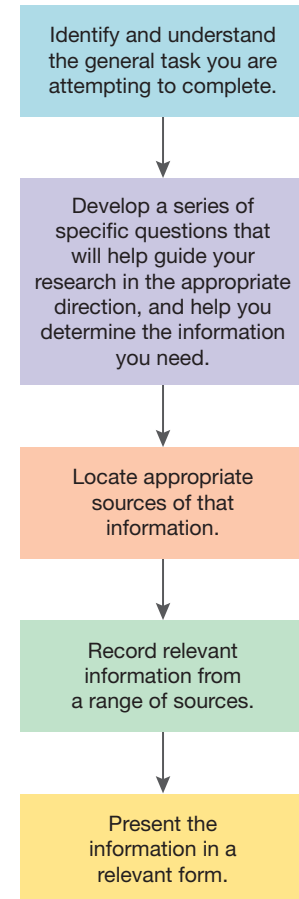 Identify and understand
the general task you are
attempting to complete.
Develop a series of
specific questions that
will help guide your
research in the appropriate
direction, and help you
determine the information
you need.
Locate appropriate
sources of that
information.
Record relevant
information from
a range of sources.
Present the
information in a
relevant form.